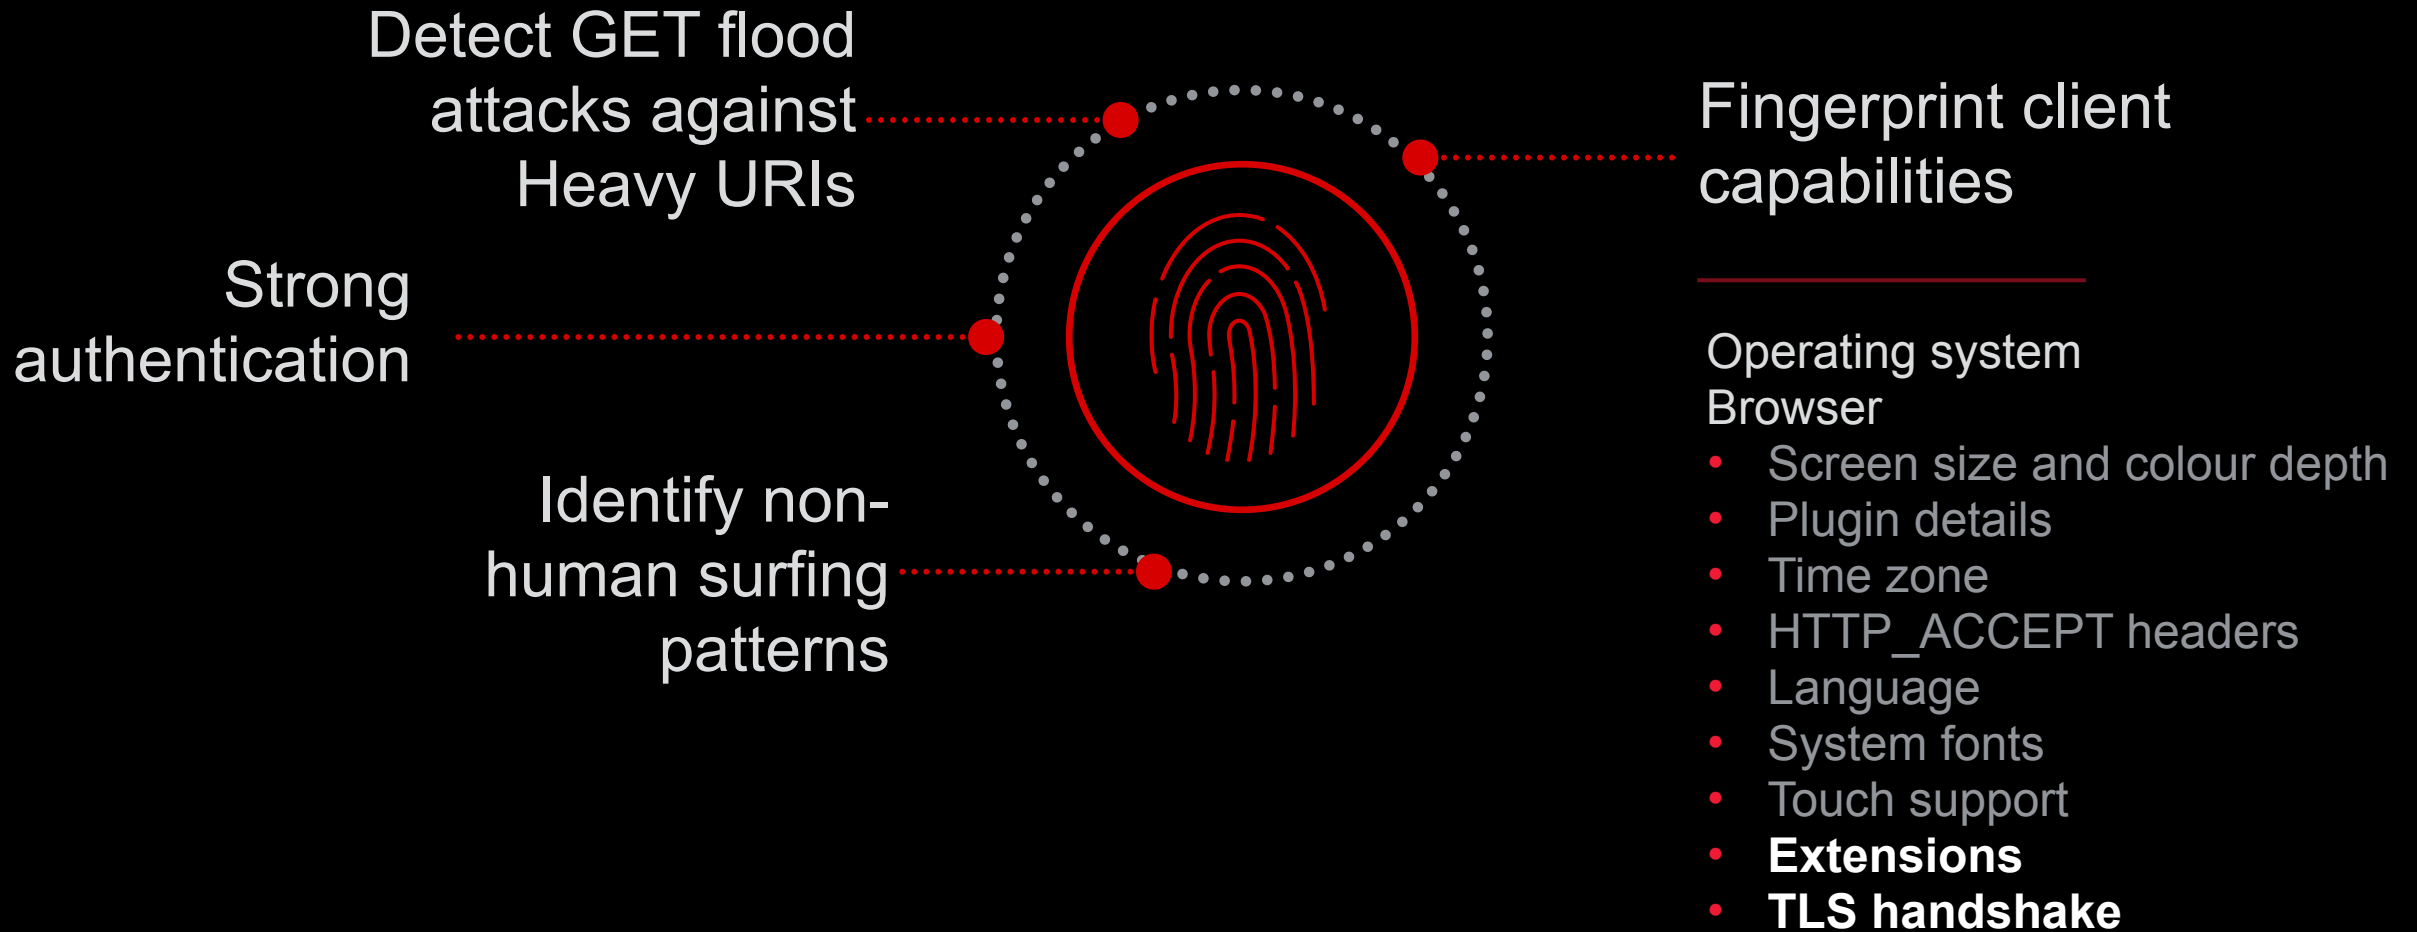 Detect GET flood
attacks against
Heavy URIs
Strong
authentication
Identify non-
human surfing
patterns
Fingerprint client
capabilities
Operating system
Browser
• Screen size and colour depth
• Plugin details
• Time zone
• HTTP_ACCEPT headers
• Language
• System fonts
• Touch support
• Extensions
• TLS handshake